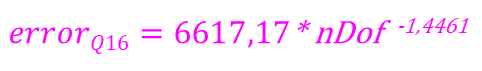 error_Q16 = 6617,17 * nDof ^-1,4461